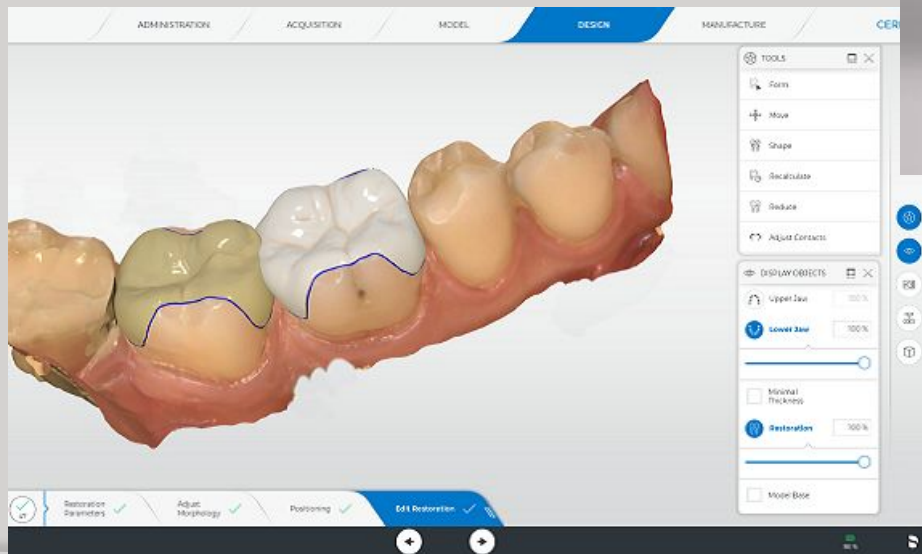 ADMINISTRATION
ACQUISITION
MODEL
DESIGN
MANUFACTURE
TOOLS
Form
Move
Shape
Recalculate
Reduce
Adjust Contacts
DISPLAY OBJECTS
Upper Jaw 100 %
Lower Jaw 100 %
Minimal
Thickness
Restoration 100 %
Model Base
Restoration
Parameters
Adjust
Morphology
Positioning
Edit Restoration